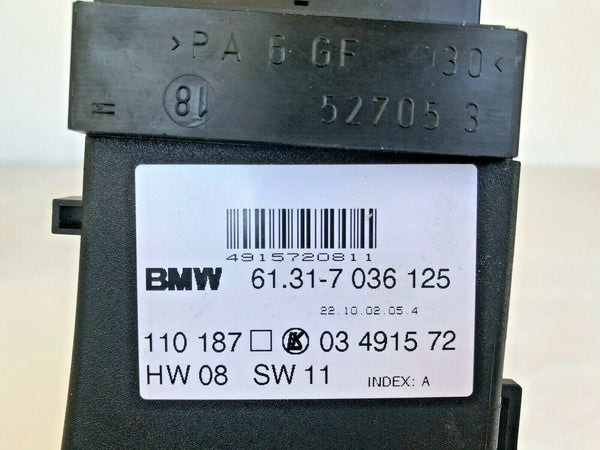 >PA 6 GF 30<
18
52705 3
M
4915720811
BMW 61.31-7 036 125
22.10.02.05.4
110 187 □ K 03 4915 72
HW 08 SW 11 INDEX: A